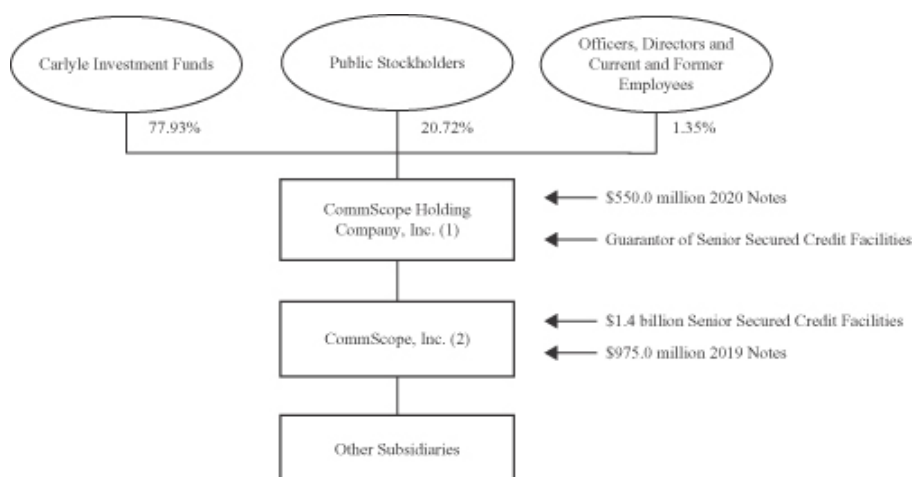 Carlyle Investment Funds
Public Stockholders
Officers, Directors and
Current and Former
Employees
77.93%
20.72%
1.35%
CommScope Holding
Company, Inc. (1)
$550.0 million 2020 Notes
Guarantor of Senior Secured Credit Facilities
CommScope, Inc. (2)
$1.4 billion Senior Secured Credit Facilities
$975.0 million 2019 Notes
Other Subsidiaries